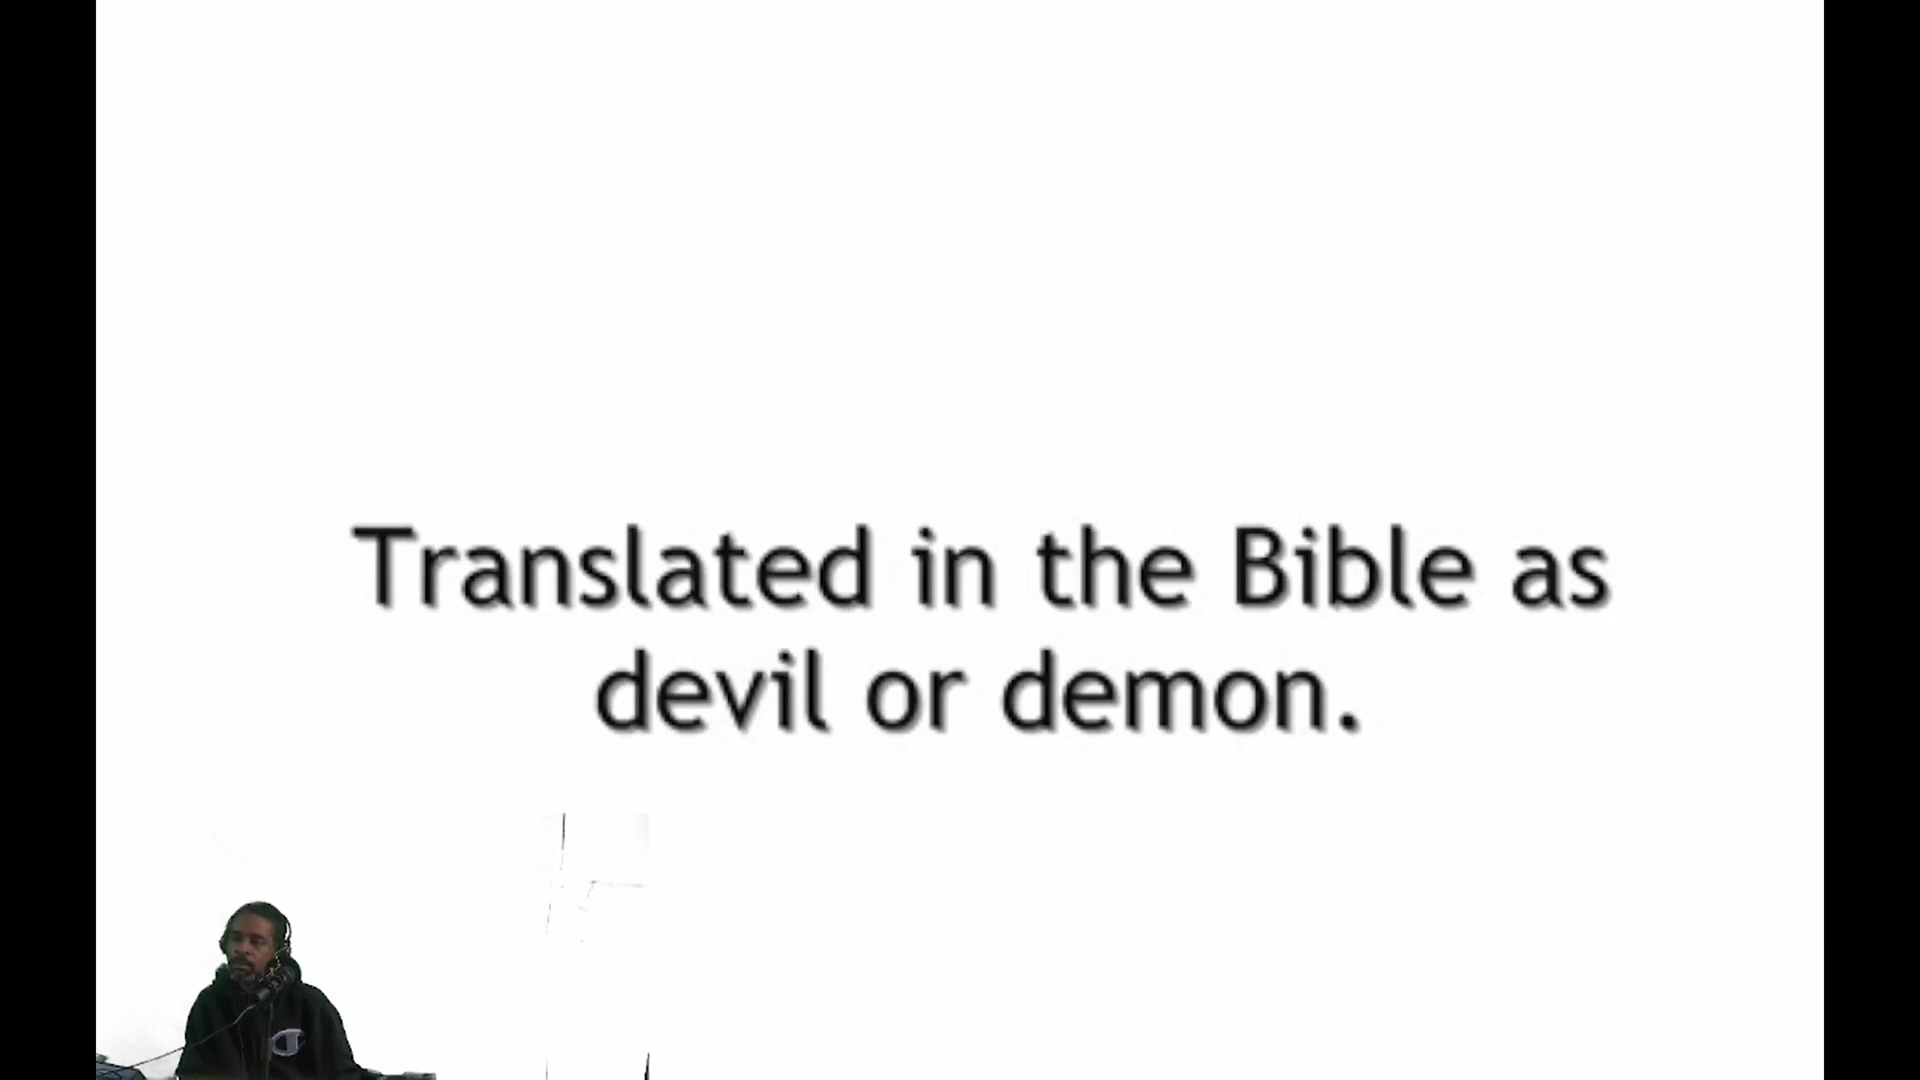 Translated in the Bible as
devil or demon.